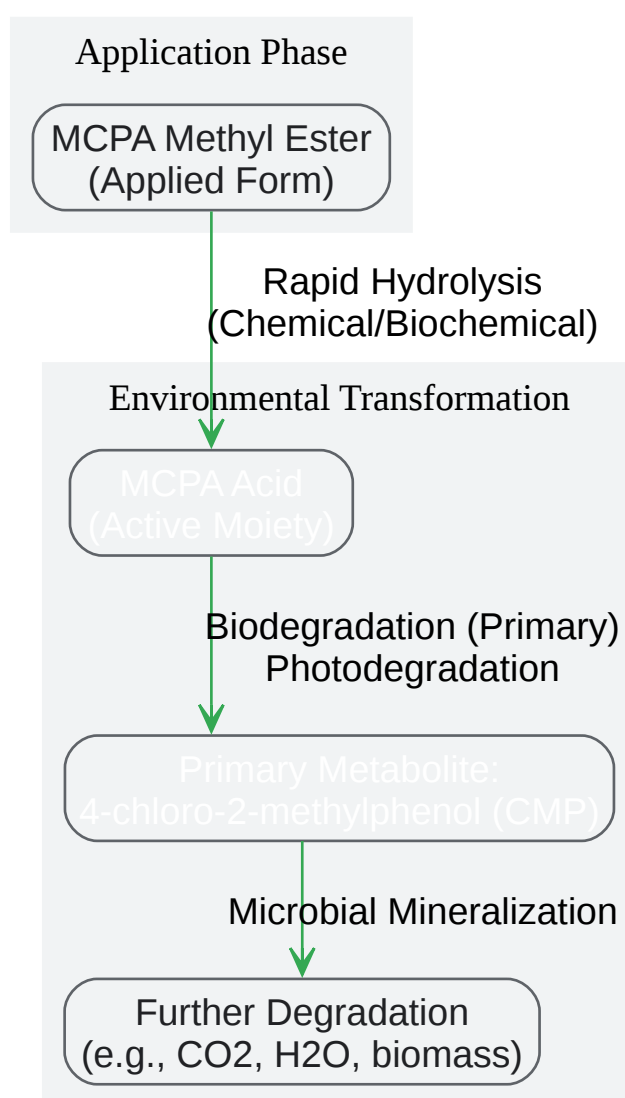 Application Phase
MCPA Methyl Ester
(Applied Form)
Rapid Hydrolysis
(Chemical/Biochemical)
Environmental Transformation
MCPA Acid
(Active Moiety)
Biodegradation (Primary)
Photodegradation
Primary Metabolite:
4-chloro-2-methylphenol (CMP)
Microbial Mineralization
Further Degradation
(e.g., CO2, H2O, biomass)